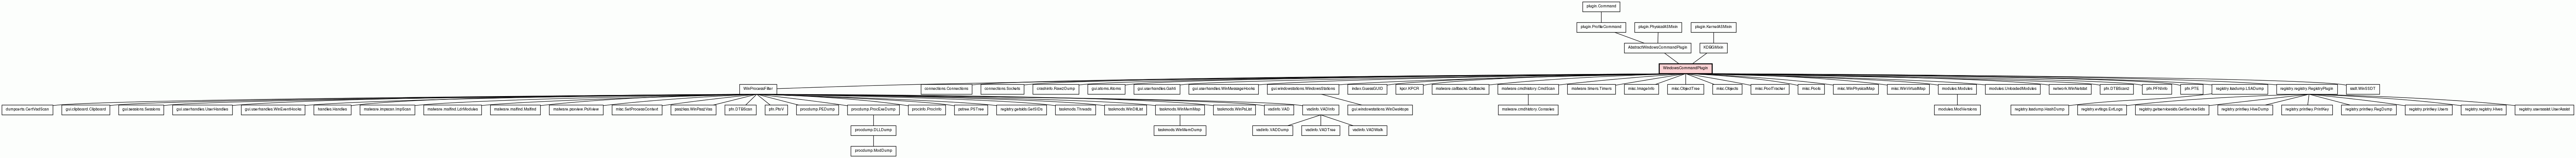 plugin.Command
plugin.ProfileCommand
plugin.PhysicalASMixin
plugin.KernelASMixin
AbstractWindowsCommandPlugin
KDBGMixin
WindowsCommandPlugin
WinProcessFilter
connections.Connections
connections.Sockets
crashinfo.Raw2Dump
gui.atoms.Atoms
gui.userhandles.Gahti
gui.userhandles.WinMessageHooks
gui.windowstations.WindowsStations
index.GuessGUID
kpcr.KPCR
malware.callbacks.Callbacks
malware.cmdhistory.CmdScan
malware.timers.Timers
misc.ImageInfo
misc.ObjectTree
misc.Objects
misc.PoolTracker
misc.Pools
misc.WinPhysicalMap
misc.WinVirtualMap
modules.Modules
modules.UnloadedModules
network.WinNetstat
pfn.DTBScan2
pfn.PFNInfo
pfn.PTE
registry.lsadump.LSADump
registry.registry.RegistryPlugin
ssdt.WinSSDT
dumpcerts.CertVadScan
gui.clipboard.Clipboard
gui.sessions.Sessions
gui.userhandles.UserHandles
gui.userhandles.WinEventHooks
handles.Handles
malware.impscan.ImpScan
malware.malfind.LdrModules
malware.malfind.Malfind
malware.psxview.PsXview
misc.SetProcessContext
pesstree.WinPesstVas
pfn.DTBScan
pfn.PtoV
procdump.PEDump
procdump.ProcExeDump
procinfo.ProcInfo
pstree.PSTree
registry.getsids.GetSIDs
taskmods.Threads
taskmods.WinDllList
taskmods.WinMemMap
taskmods.WinPsList
vadinfo.VAD
vadinfo.VADInfo
gui.windowstations.WinDesktops
malware.cmdhistory.Consoles
modules.ModVersions
registry.lsadump.HashDump
registry.evtlogs.EvtLogs
registry.getservicesids.GetServiceSids
registry.printkey.HiveDump
registry.printkey.PrintKey
registry.printkey.RegDump
registry.printkey.Users
registry.registry.Hives
registry.userassist.UserAssist
procdump.DLLDump
taskmods.WinMemDump
vadinfo.VADDump
vadinfo.VADTree
vadinfo.VADWalk
procdump.ModDump